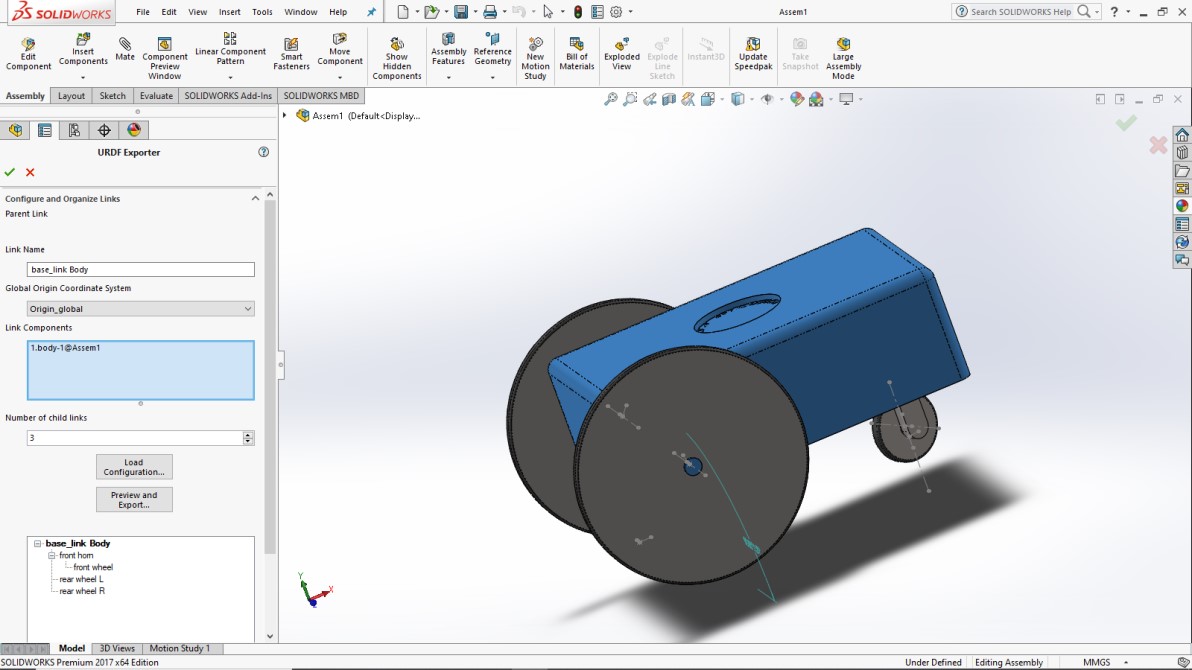 SOLIDWORKS
File Edit View Insert Tools Window Help
Assem1
Search SOLIDWORKS Help
?
Edit Component
Insert Components
Mate
Component Preview Window
Linear Component Pattern
Smart Fasteners
Move Component
Show Hidden Components
Assembly Features
Reference Geometry
New Motion Study
Bill of Materials
Exploded View
Explode Line Sketch
Instant3D
Update Speedpak
Take Snapshot
Large Assembly Mode
Assembly Layout Sketch Evaluate SOLIDWORKS Add-Ins SOLIDWORKS MBD
Assem1 (Default<Display...
URDF Exporter
?
Configure and Organize Links
Parent Link
Link Name
base_link Body
Global Origin Coordinate System
Origin_global
Link Components
1.body-1@Assem1
Number of child links
3
Load
Configuration...
Preview and
Export...
base_link Body
front horn
front wheel
rear wheel L
rear wheel R
Y
X
Z
Model 3D Views Motion Study 1
SOLIDWORKS Premium 2017 x64 Edition
Under Defined Editing Assembly MMGS